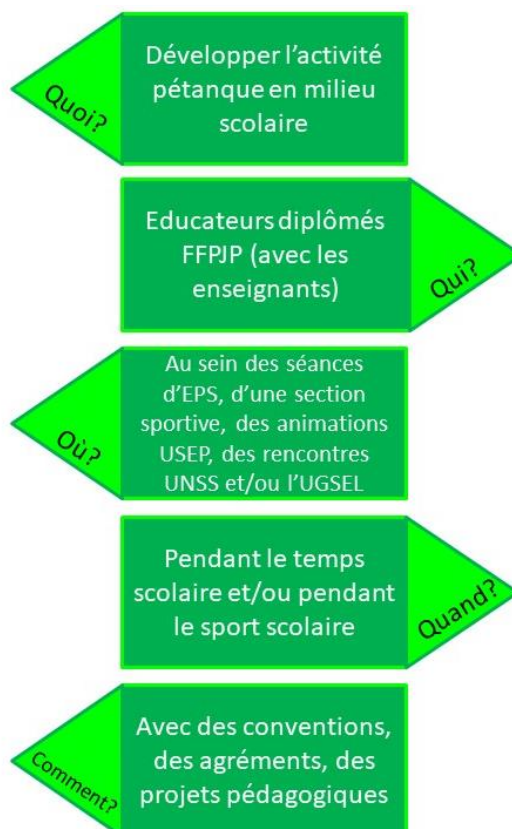 Développer l’activité
pétanque en milieu
scolaire
Quoi?
Educateurs diplômés
FFPJP (avec les
enseignants)
Qui?
Au sein des séances
d’EPS, d’une section
sportive, des animations
USEP, des rencontres
UNSS et/ou l’UGSEL
Où?
Pendant le temps
scolaire et/ou pendant
le sport scolaire
Quand?
Avec des conventions,
des agréments, des
projets pédagogiques
Comment?